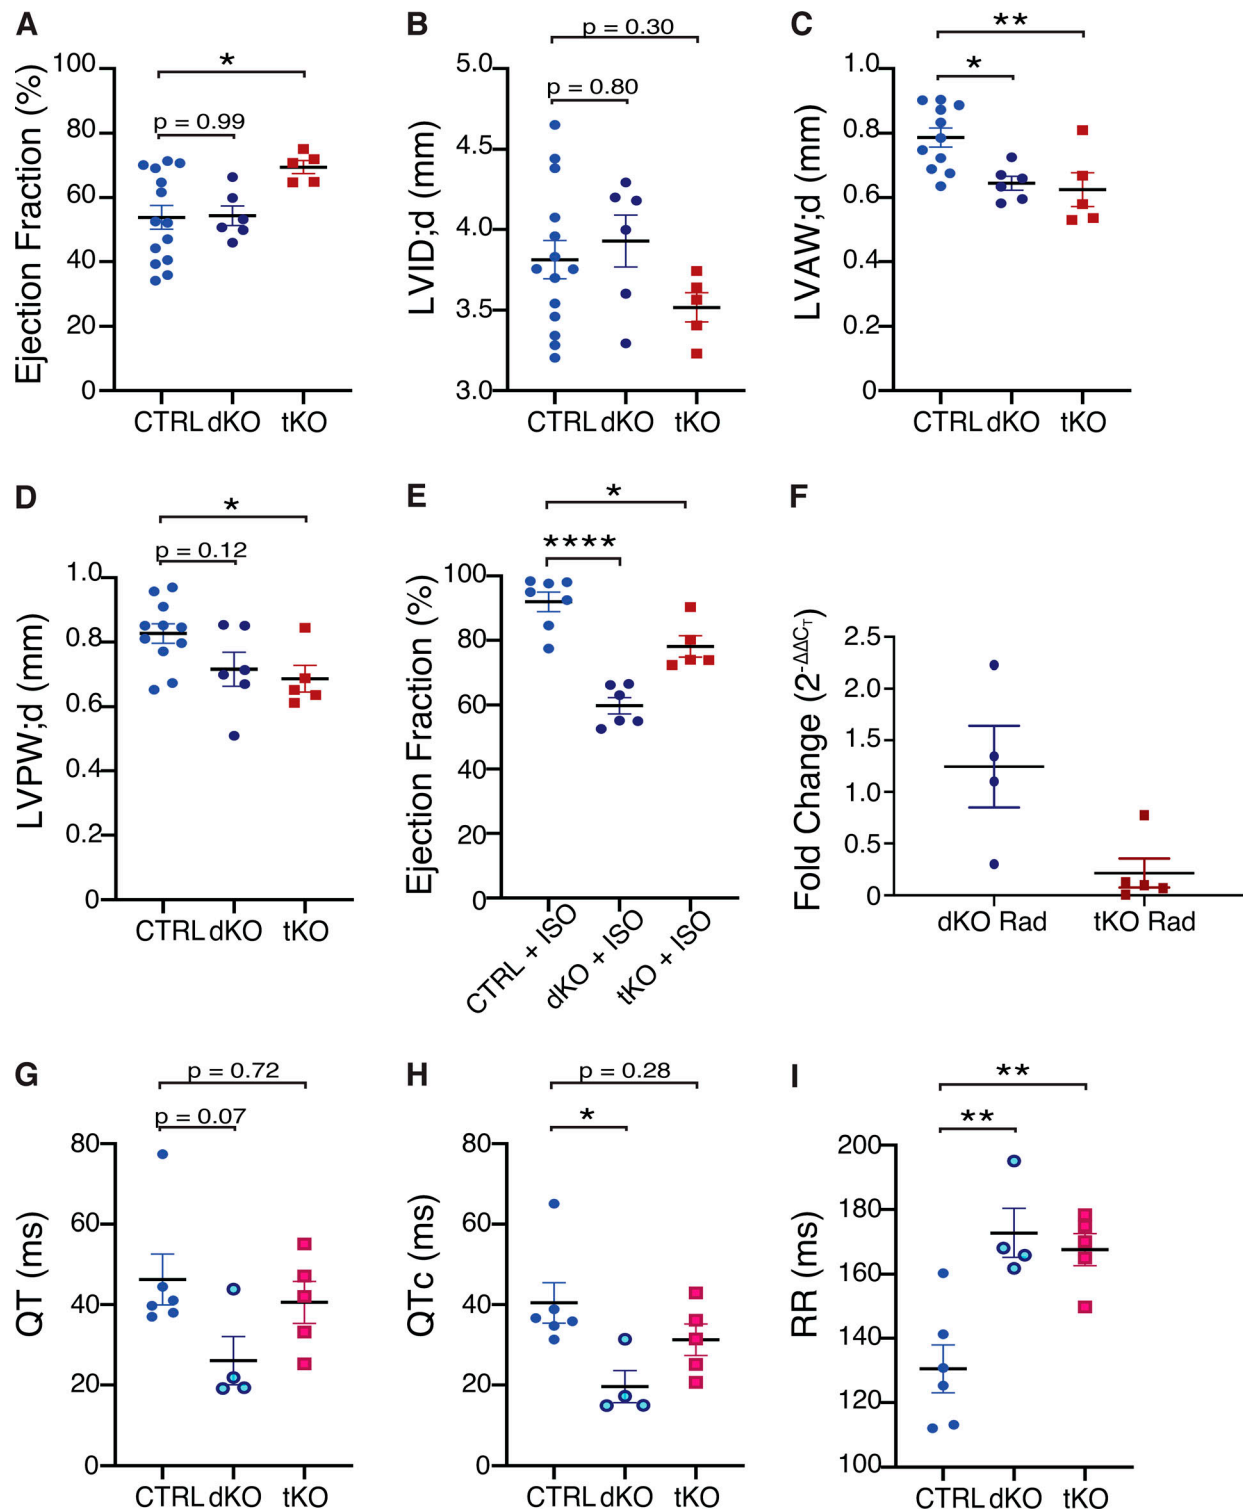 A
Ejection Fraction (%)
100
80
60
40
20
0
*
p = 0.99
CTRL dKO tKO
B
LVID;d (mm)
5.0
4.5
4.0
3.5
3.0
p = 0.30
p = 0.80
CTRL dKO tKO
C
LVAW;d (mm)
1.0
0.8
0.6
0.4
0.2
0
**
*
CTRL dKO tKO
D
LVPW;d (mm)
1.0
0.8
0.6
0.4
0.2
0
*
p = 0.12
CTRL dKO tKO
E
Ejection Fraction (%)
100
80
60
40
20
0
*
****
CTRL + ISO
dKO + ISO
tKO + ISO
F
Fold Change (2-ΔΔCT)
2.5
2.0
1.5
1.0
0.5
0
dKO Rad tKO Rad
G
QT (ms)
80
60
40
20
0
p = 0.72
p = 0.07
CTRL dKO tKO
H
QTc (ms)
80
60
40
20
0
p = 0.28
*
CTRL dKO tKO
I
RR (ms)
200
180
160
140
120
100
**
**
CTRL dKO tKO